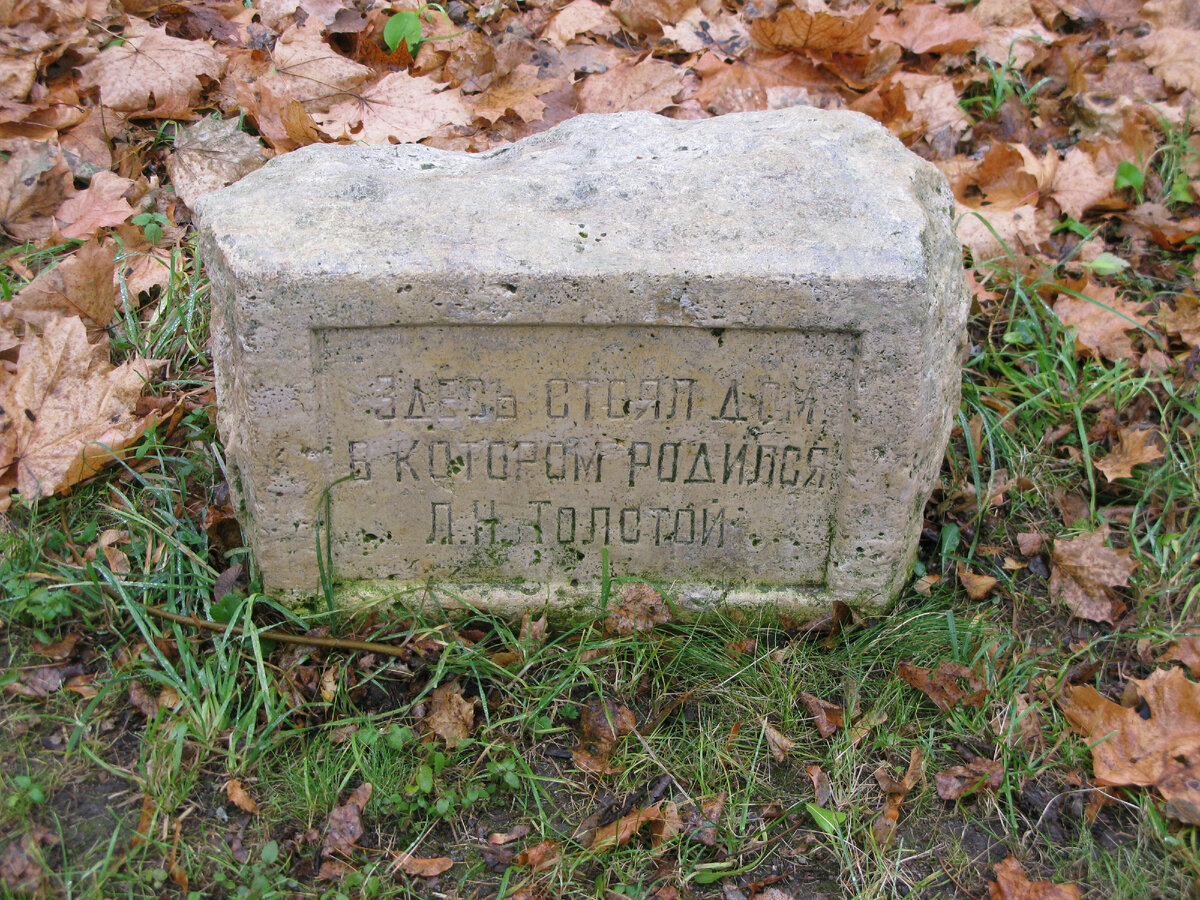 ЗДЕСЬ СТОЯЛ ДОМ,
В КОТОРОМ РОДИЛСЯ
Л.Н. ТОЛСТОЙ